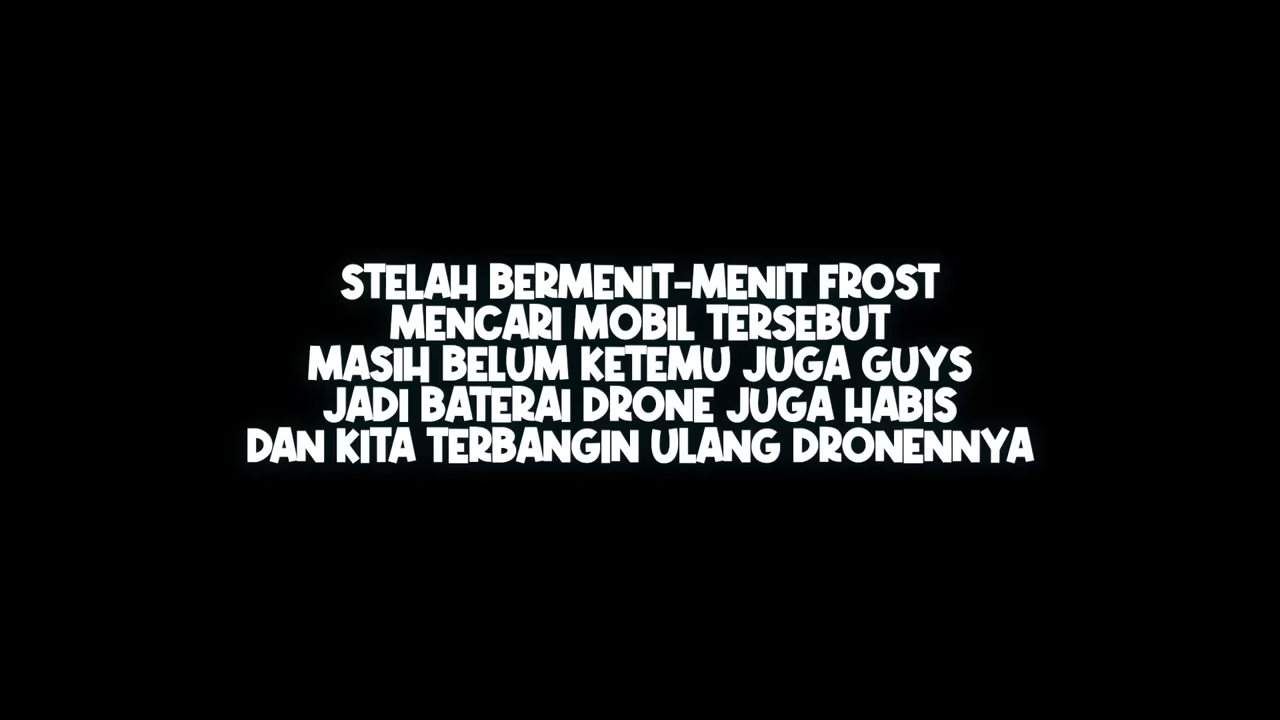 STELAH BERMENIT-MENIT FROST
MENCARI MOBIL TERSEBUT
MASIH BELUM KETEMU JUGA GUYS
JADI BATERAI DRONE JUGA HABIS
DAN KITA TERBANGIN ULANG DRONENNYA